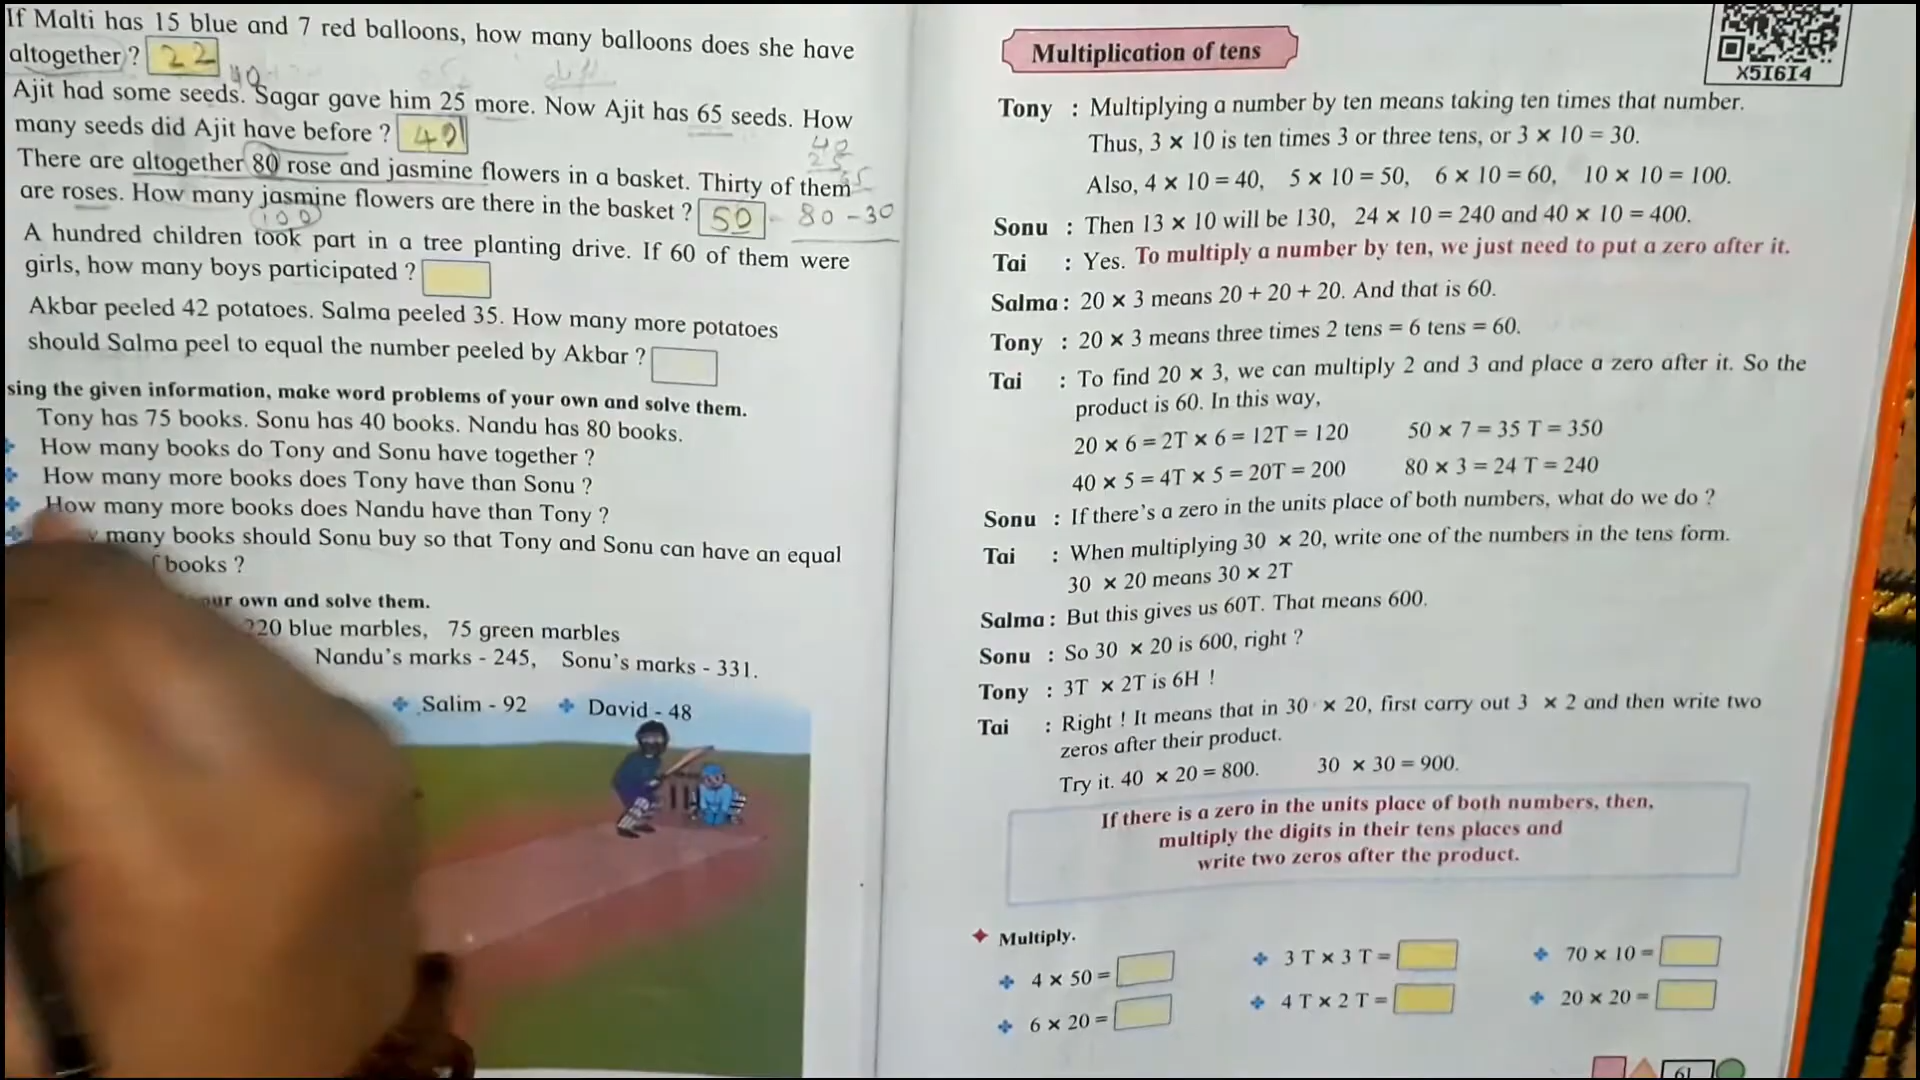 If Malti has 15 blue and 7 red balloons, how many balloons does she have
altogether ? 22
40
Ajit had some seeds. Sagar gave him 25 more. Now Ajit has 65 seeds. How
many seeds did Ajit have before ? 40
40
25
65
There are altogether 80 rose and jasmine flowers in a basket. Thirty of them
are roses. How many jasmine flowers are there in the basket ? 50 80 - 30
100
A hundred children took part in a tree planting drive. If 60 of them were
girls, how many boys participated ?
Akbar peeled 42 potatoes. Salma peeled 35. How many more potatoes
should Salma peel to equal the number peeled by Akbar ?
sing the given information, make word problems of your own and solve them.
Tony has 75 books. Sonu has 40 books. Nandu has 80 books.
How many books do Tony and Sonu have together ?
How many more books does Tony have than Sonu ?
How many more books does Nandu have than Tony ?
many books should Sonu buy so that Tony and Sonu can have an equal
books ?
own and solve them.
220 blue marbles, 75 green marbles
Nandu's marks - 245, Sonu's marks - 331.
Salim - 92 David - 48
Multiplication of tens
X5I6I4
Tony : Multiplying a number by ten means taking ten times that number.
Thus, 3 × 10 is ten times 3 or three tens, or 3 × 10 = 30.
Also, 4 × 10 = 40, 5 × 10 = 50, 6 × 10 = 60, 10 × 10 = 100.
Sonu : Then 13 × 10 will be 130, 24 × 10 = 240 and 40 × 10 = 400.
Tai : Yes. To multiply a number by ten, we just need to put a zero after it.
Salma : 20 × 3 means 20 + 20 + 20. And that is 60.
Tony : 20 × 3 means three times 2 tens = 6 tens = 60.
Tai : To find 20 × 3, we can multiply 2 and 3 and place a zero after it. So the
product is 60. In this way,
20 × 6 = 2T × 6 = 12T = 120 50 × 7 = 35 T = 350
40 × 5 = 4T × 5 = 20T = 200 80 × 3 = 24 T = 240
Sonu : If there's a zero in the units place of both numbers, what do we do ?
Tai : When multiplying 30 × 20, write one of the numbers in the tens form.
30 × 20 means 30 × 2T
Salma : But this gives us 60T. That means 600.
Sonu : So 30 × 20 is 600, right ?
Tony : 3T × 2T is 6H !
Tai : Right ! It means that in 30 × 20, first carry out 3 × 2 and then write two
zeros after their product.
Try it. 40 × 20 = 800. 30 × 30 = 900.
If there is a zero in the units place of both numbers, then,
multiply the digits in their tens places and
write two zeros after the product.
Multiply.
4 × 50 = 3 T × 3 T = 70 × 10 =
6 × 20 = 4 T × 2 T = 20 × 20 =
61